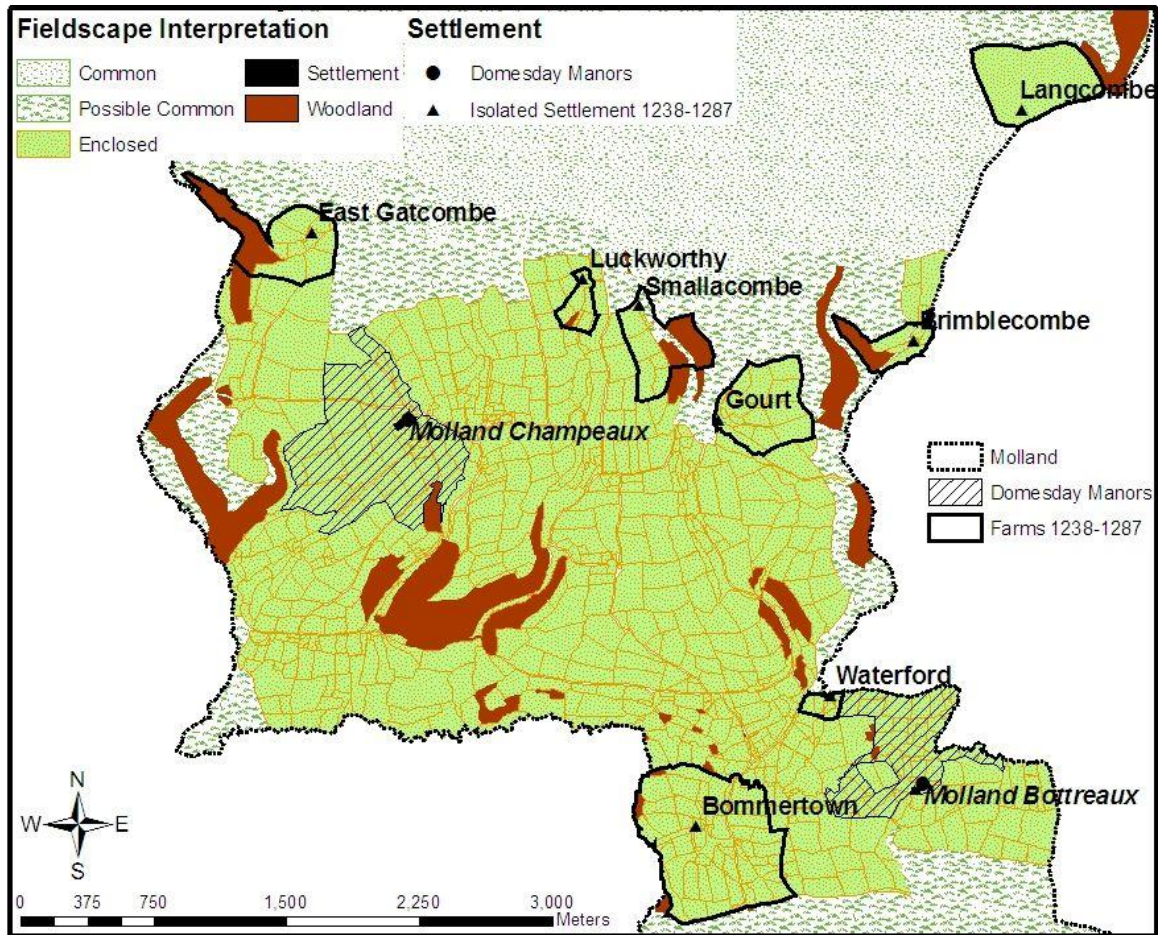 Fieldscape Interpretation
Settlement
Common
Settlement
Domesday Manors
Possible Common
Woodland
Isolated Settlement 1238-1287
Enclosed
Langcombe
East Gatcombe
Luckworthy
Smallacombe
Brimblecombe
Gourt
Molland Champeaux
Molland
Domesday Manors
Farms 1238-1287
Waterford
Molland Bottreaux
Bommertown
N
W E
S
0 375 750 1,500 2,250 3,000
Meters